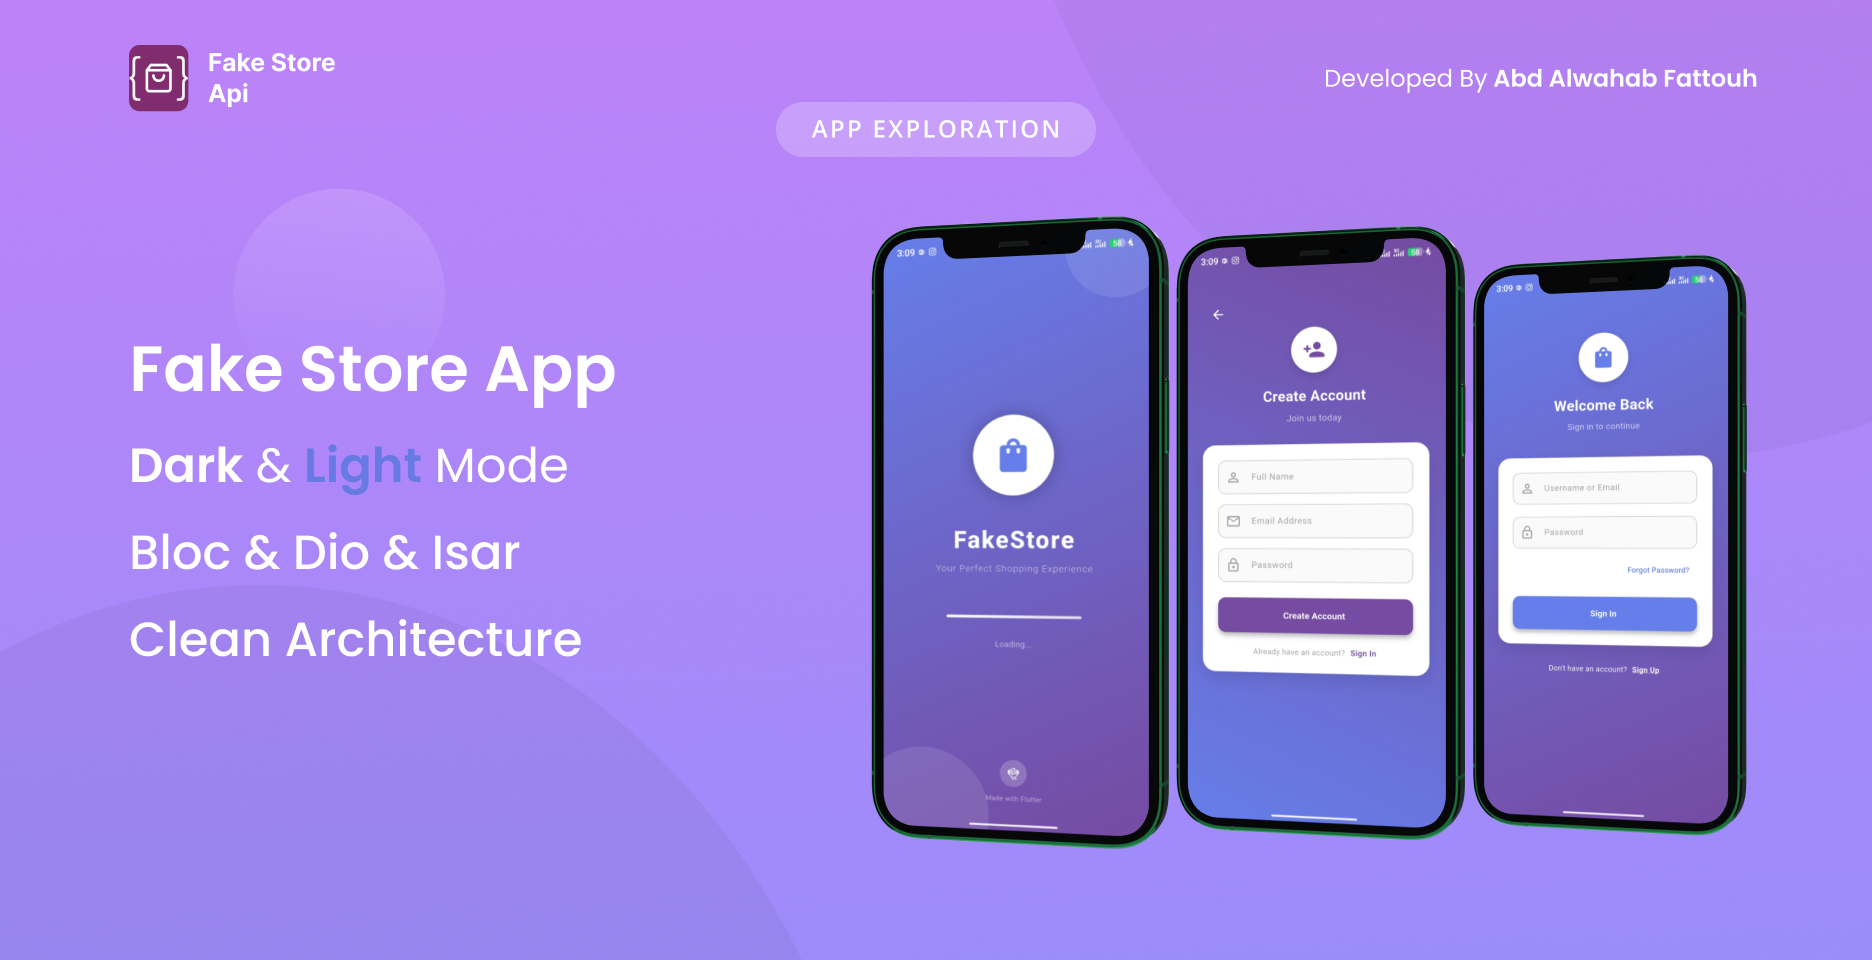 Fake Store
Api
Developed By Abd Alwahab Fattouh
APP EXPLORATION
Fake Store App
Dark & Light Mode
Bloc & Dio & Isar
Clean Architecture
3:09
58
FakeStore
Your Perfect Shopping Experience
Loading...
Made with Flutter
3:09
58
Create Account
Join us today
Full Name
Email Address
Password
Create Account
Already have an account? Sign In
3:09
58
Welcome Back
Sign in to continue
Username or Email
Password
Forgot Password?
Sign In
Don't have an account? Sign Up